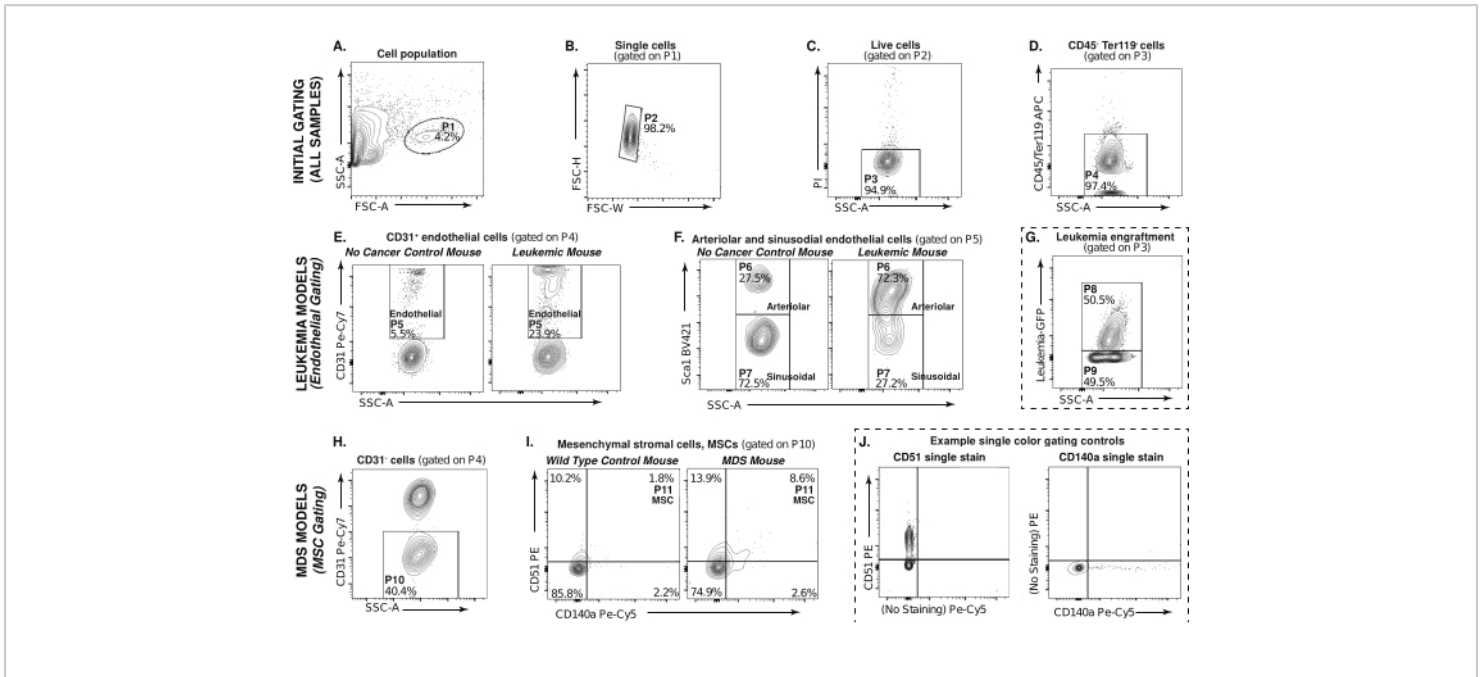 INITIAL GATING
(ALL SAMPLES)
A.
Cell population
P1
4.2%
SSC-A
FSC-A
B.
Single cells
(gated on P1)
P2
98.2%
FSC-H
FSC-W
C.
Live cells
(gated on P2)
P3
94.9%
PI
SSC-A
D.
CD45⁻ Ter119⁻ cells
(gated on P3)
P4
97.4%
CD45/Ter119 APC
SSC-A
LEUKEMIA MODELS
(Endothelial Gating)
E.
CD31⁺ endothelial cells (gated on P4)
No Cancer Control Mouse
Leukemic Mouse
Endothelial
P5
5.5%
Endothelial
P5
23.9%
CD31 Pe-Cy7
SSC-A
F.
Arteriolar and sinusodial endothelial cells (gated on P5)
No Cancer Control Mouse
Leukemic Mouse
P6
27.5%
Arteriolar
P7
72.5%
Sinusoidal
P6
72.3%
Arteriolar
P7
27.2%
Sinusoidal
Sca1 BV421
SSC-A
G.
Leukemia engraftment
(gated on P3)
P8
50.5%
P9
49.5%
Leukemia-GFP
SSC-A
MDS MODELS
(MSC Gating)
H.
CD31⁻ cells (gated on P4)
P10
40.4%
CD31 Pe-Cy7
SSC-A
I.
Mesenchymal stromal cells, MSCs (gated on P10)
Wild Type Control Mouse
MDS Mouse
10.2%
1.8%
P11
MSC
85.8%
2.2%
13.9%
8.6%
P11
MSC
74.9%
2.6%
CD51 PE
CD140a Pe-Cy5
J.
Example single color gating controls
CD51 single stain
CD140a single stain
CD51 PE
(No Staining) Pe-Cy5
(No Staining) PE
CD140a Pe-Cy5